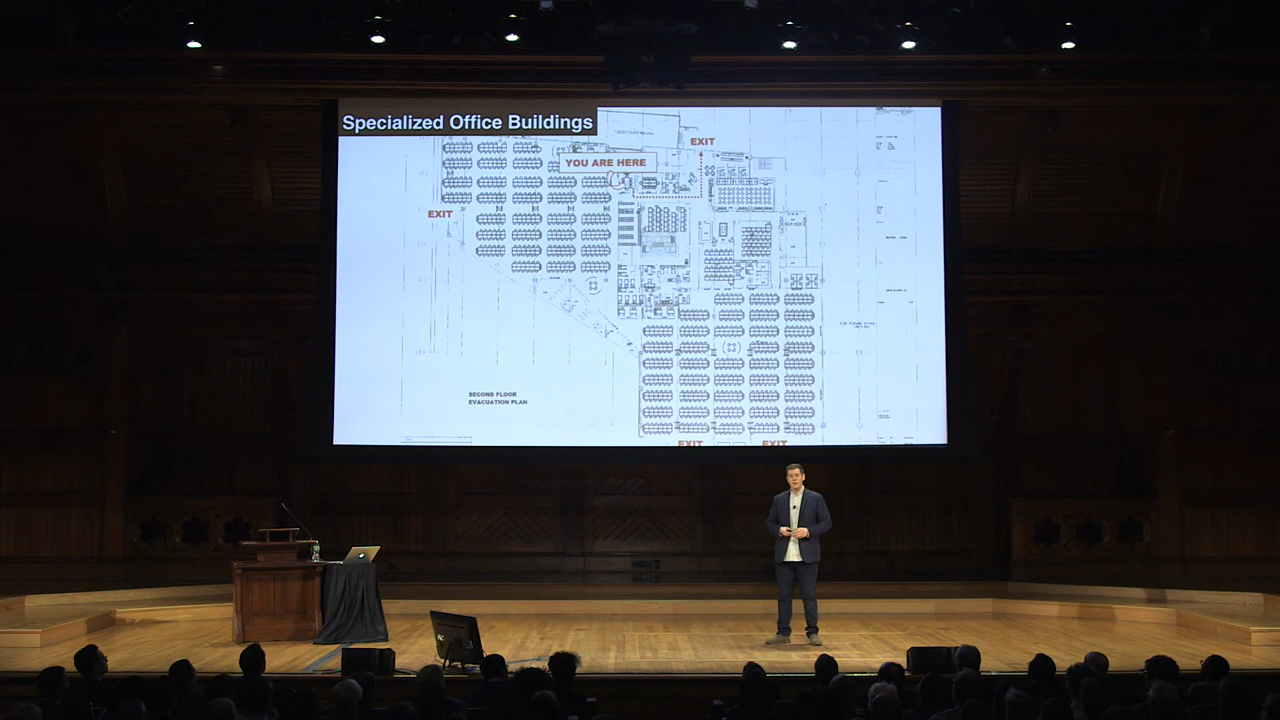 Specialized Office Buildings
EXIT
YOU ARE HERE
EXIT
SECOND FLOOR
EVACUATION PLAN
EXIT
EXIT